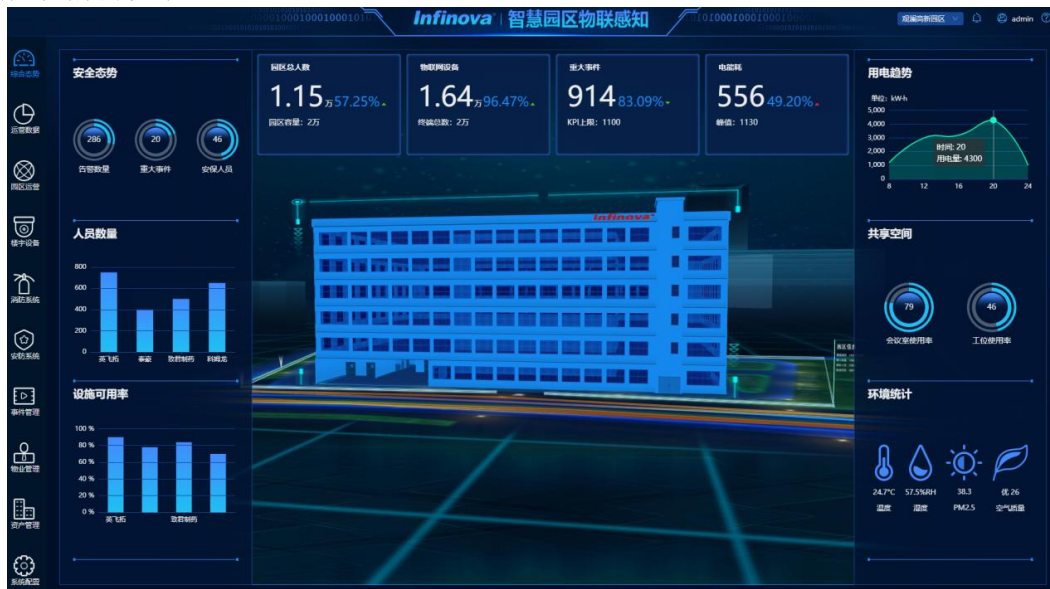 Infinova® | 智慧园区物联感知
观澜高新园区
admin
综合态势
运营数据
园区运营
楼宇设备
消防系统
安防系统
事件管理
物业管理
资产管理
系统配置
安全态势
286
20
46
告警数量
重大事件
安保人员
人员数量
800
600
400
200
0
英飞拓
泰豪
致君制药
科姆龙
设施可用率
100 %
80 %
60 %
40 %
20 %
0 %
英飞拓
致君制药
园区总人数
1.15万57.25%
园区容量: 2万
物联网设备
1.64万96.47%
终端总数: 2万
重大事件
914 83.09%
KPI上限: 1100
电能耗
556 49.20%
峰值: 1130
Infinova
用电趋势
单位: kW·h
5,000
4,000
3,000
2,000
1,000
0
时间: 20
用电量: 4300
8
12
16
20
24
共享空间
79
46
会议室使用率
工位使用率
环境统计
24.7°C
57.5%RH
38.3
优 26
温度
湿度
PM2.5
空气质量